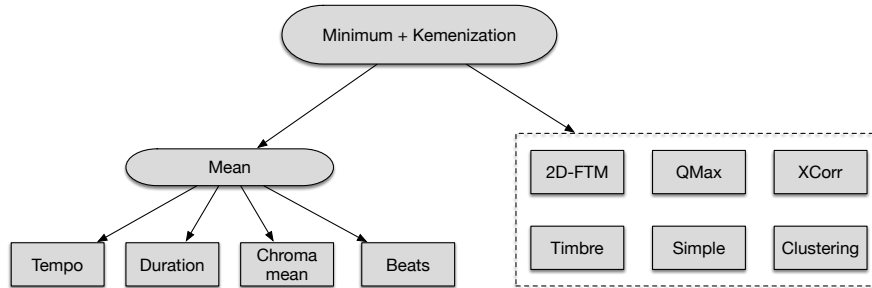 Minimum + Kemenization
Mean
2D-FTM
QMax
XCorr
Tempo
Duration
Chroma
mean
Beats
Timbre
Simple
Clustering